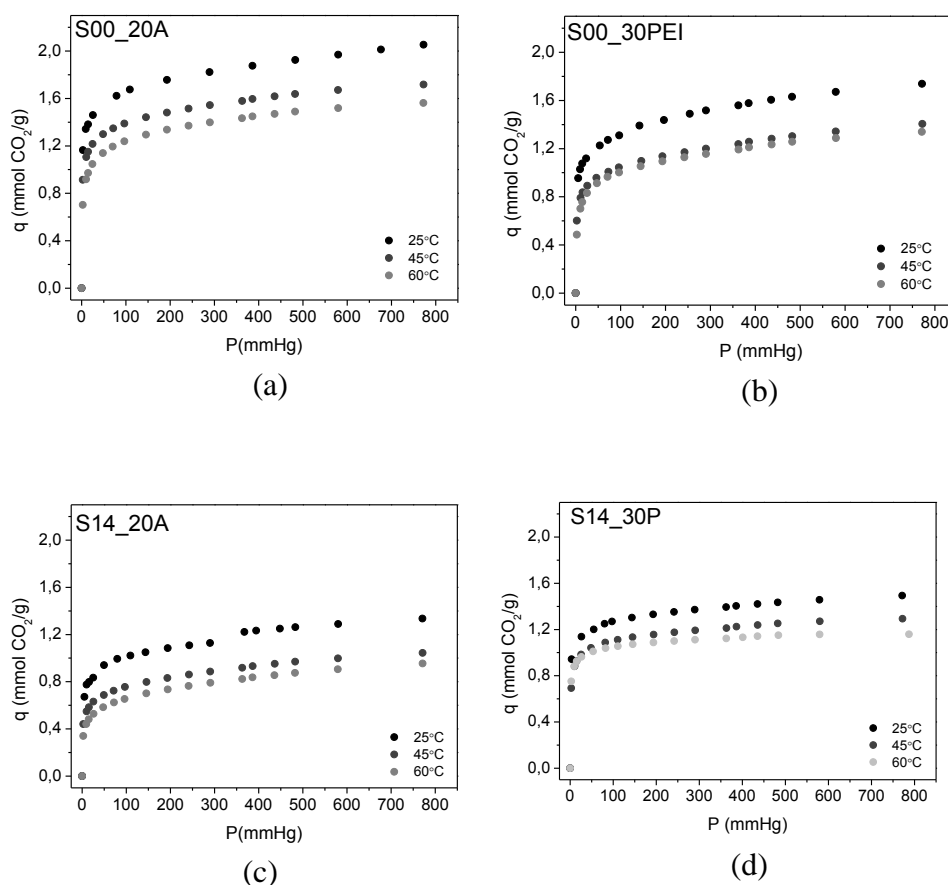 S00_20A
2,0
1,6
1,2
0,8
0,4
0,0
q (mmol CO₂/g)
25°C
45°C
60°C
0 100 200 300 400 500 600 700 800
P(mmHg)
(a)
S00_30PEI
2,0
1,6
1,2
0,8
0,4
0,0
q (mmol CO₂/g)
25°C
45°C
60°C
0 100 200 300 400 500 600 700 800
P (mmHg)
(b)
S14_20A
2,0
1,6
1,2
0,8
0,4
0,0
q (mmol CO₂/g)
25°C
45°C
60°C
0 100 200 300 400 500 600 700 800
P(mmHg)
(c)
S14_30P
2,0
1,6
1,2
0,8
0,4
0,0
q (mmol CO₂/g)
25°C
45°C
60°C
0 100 200 300 400 500 600 700 800
P (mmHg)
(d)